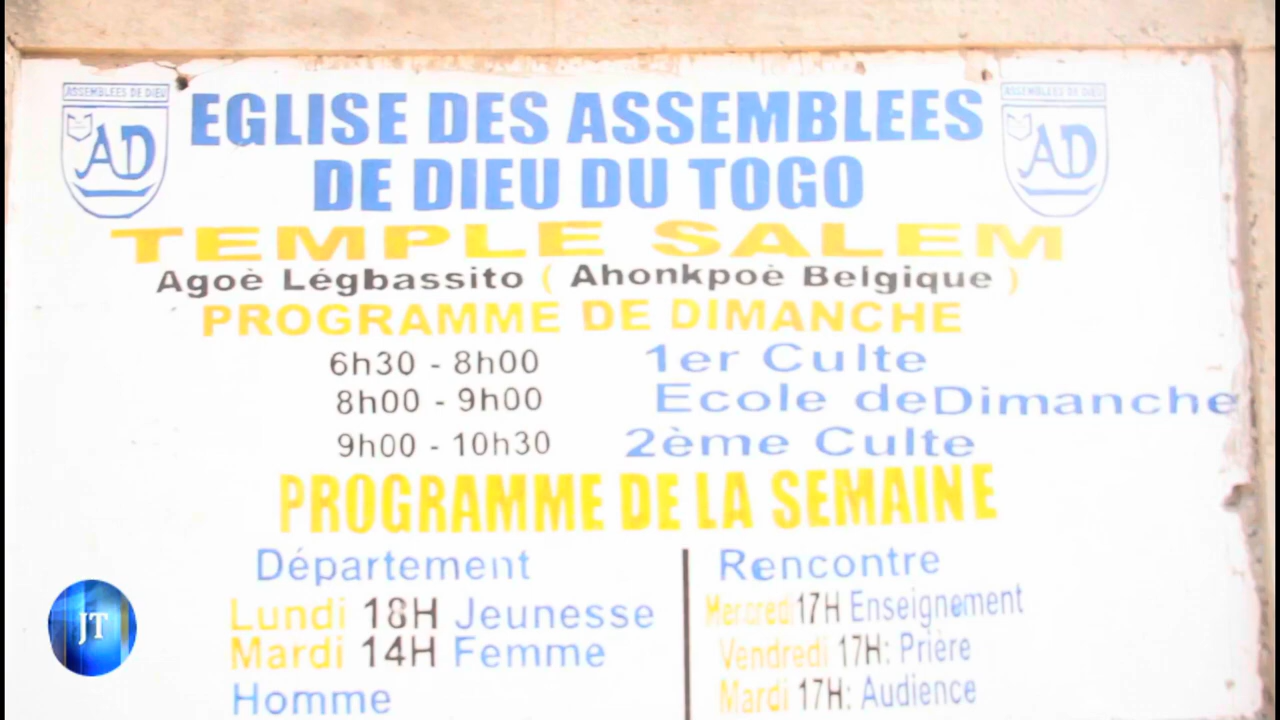 ASSEMBLEES DE DIEU
AD
EGLISE DES ASSEMBLEES
DE DIEU DU TOGO
ASSEMBLEES DE DIEU
AD
TEMPLE SALEM
Agoè Légbassito ( Ahonkpoè Belgique )
PROGRAMME DE DIMANCHE
6h30 - 8h00 1er Culte
8h00 - 9h00 Ecole deDimanche
9h00 - 10h30 2ème Culte
PROGRAMME DE LA SEMAINE
Département
Lundi 18H Jeunesse
Mardi 14H Femme
Homme
Rencontre
Mercredi 17H Enseignement
Vendredi 17H: Prière
Mardi 17H: Audience
JT